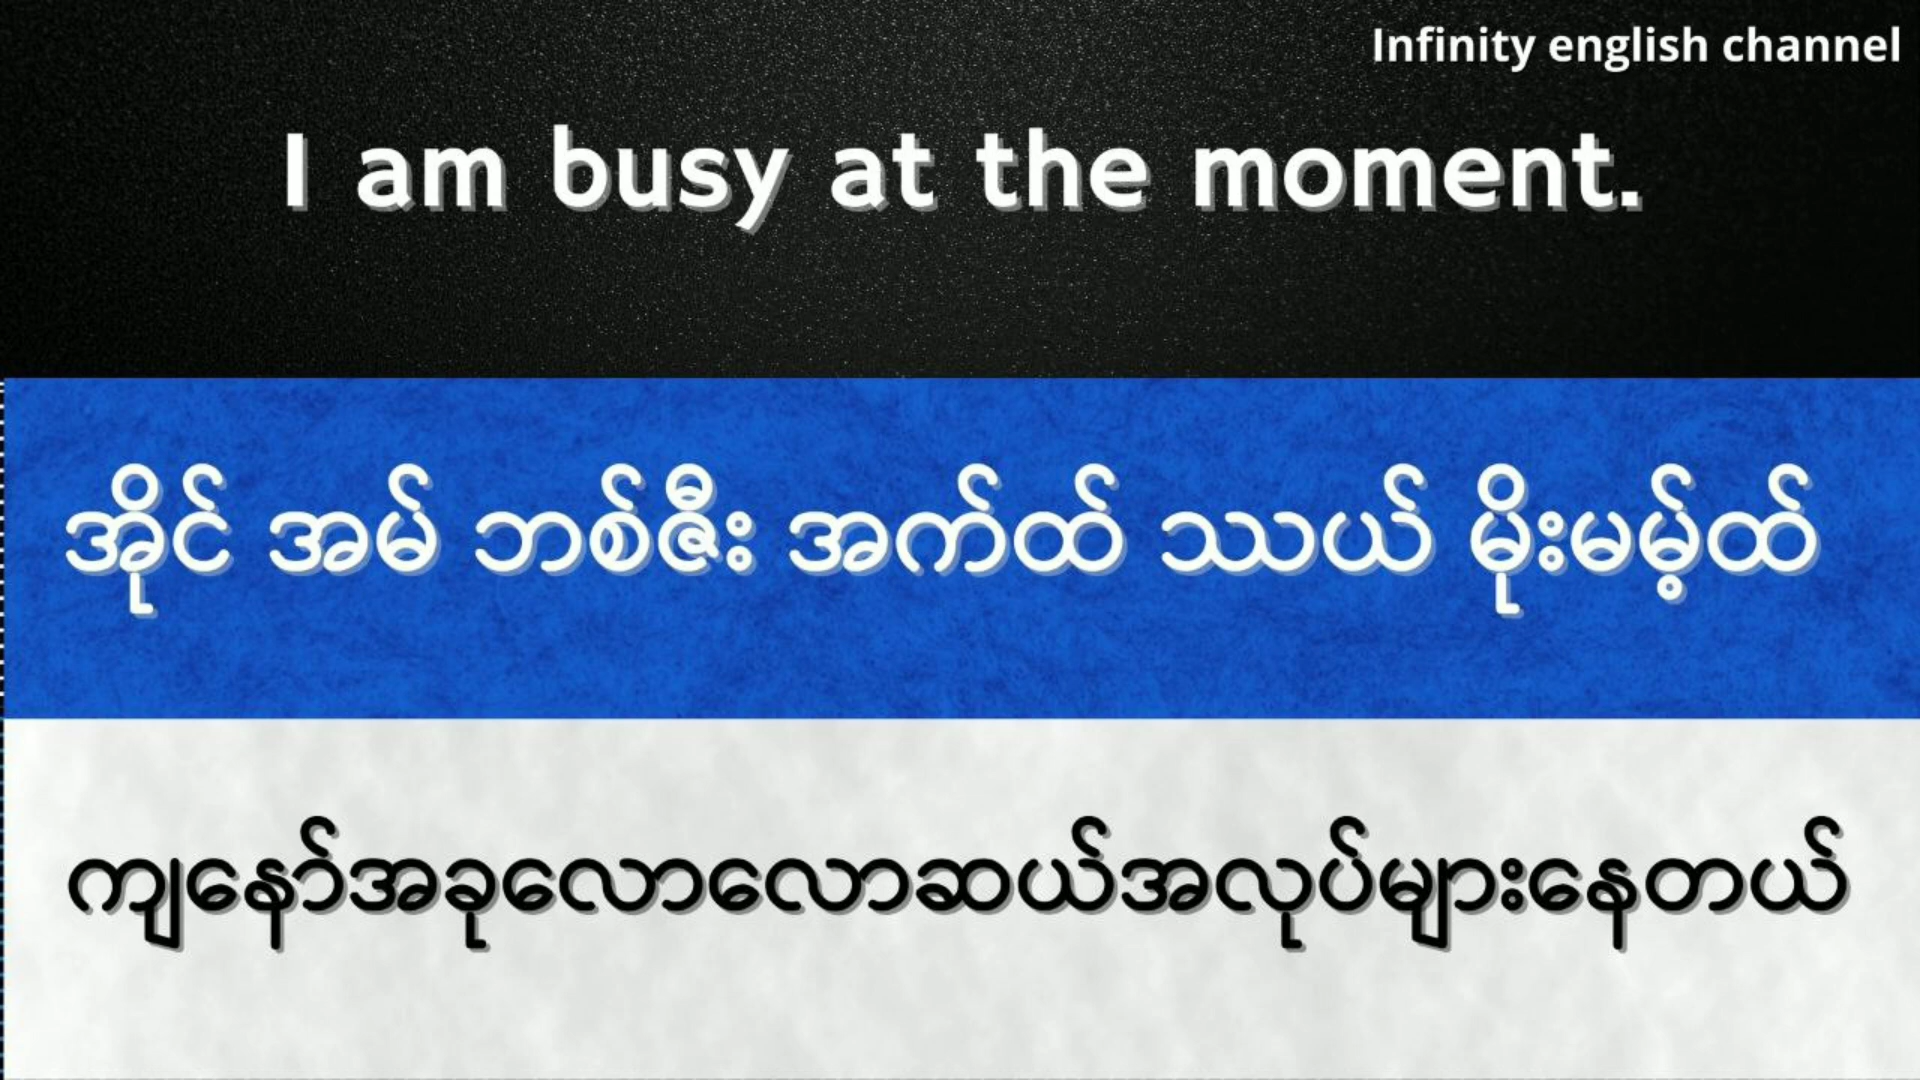 Infinity english channel
I am busy at the moment.
အိုင် အမ် ဘစ်ဇီး အက်ထ် ဿယ် မိုးမမ့်ထ်
ကျနော်အခုလောလောဆယ်အလုပ်များနေတယ်